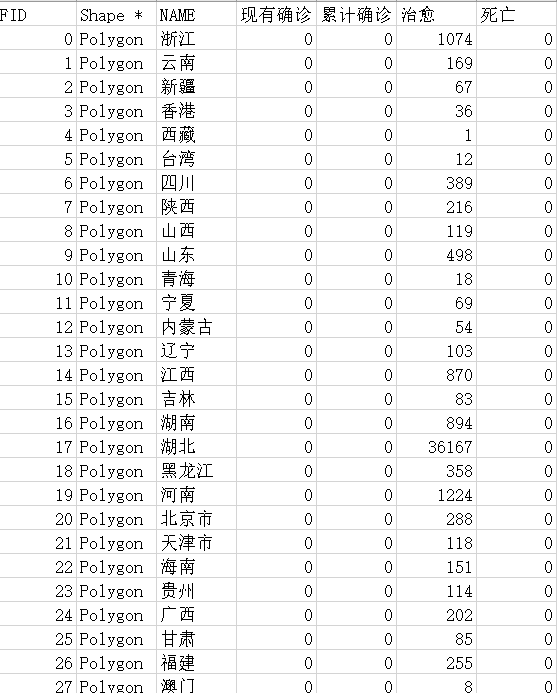 FID Shape * NAME 现有确诊 累计确诊 治愈 死亡
0 Polygon 浙江 0 0 1074 0
1 Polygon 云南 0 0 169 0
2 Polygon 新疆 0 0 67 0
3 Polygon 香港 0 0 36 0
4 Polygon 西藏 0 0 1 0
5 Polygon 台湾 0 0 12 0
6 Polygon 四川 0 0 389 0
7 Polygon 陕西 0 0 216 0
8 Polygon 山西 0 0 119 0
9 Polygon 山东 0 0 498 0
10 Polygon 青海 0 0 18 0
11 Polygon 宁夏 0 0 69 0
12 Polygon 内蒙古 0 0 54 0
13 Polygon 辽宁 0 0 103 0
14 Polygon 江西 0 0 870 0
15 Polygon 吉林 0 0 83 0
16 Polygon 湖南 0 0 894 0
17 Polygon 湖北 0 0 36167 0
18 Polygon 黑龙江 0 0 358 0
19 Polygon 河南 0 0 1224 0
20 Polygon 北京市 0 0 288 0
21 Polygon 天津市 0 0 118 0
22 Polygon 海南 0 0 151 0
23 Polygon 贵州 0 0 114 0
24 Polygon 广西 0 0 202 0
25 Polygon 甘肃 0 0 85 0
26 Polygon 福建 0 0 255 0
27 Polygon 澳门 0 0 8 0